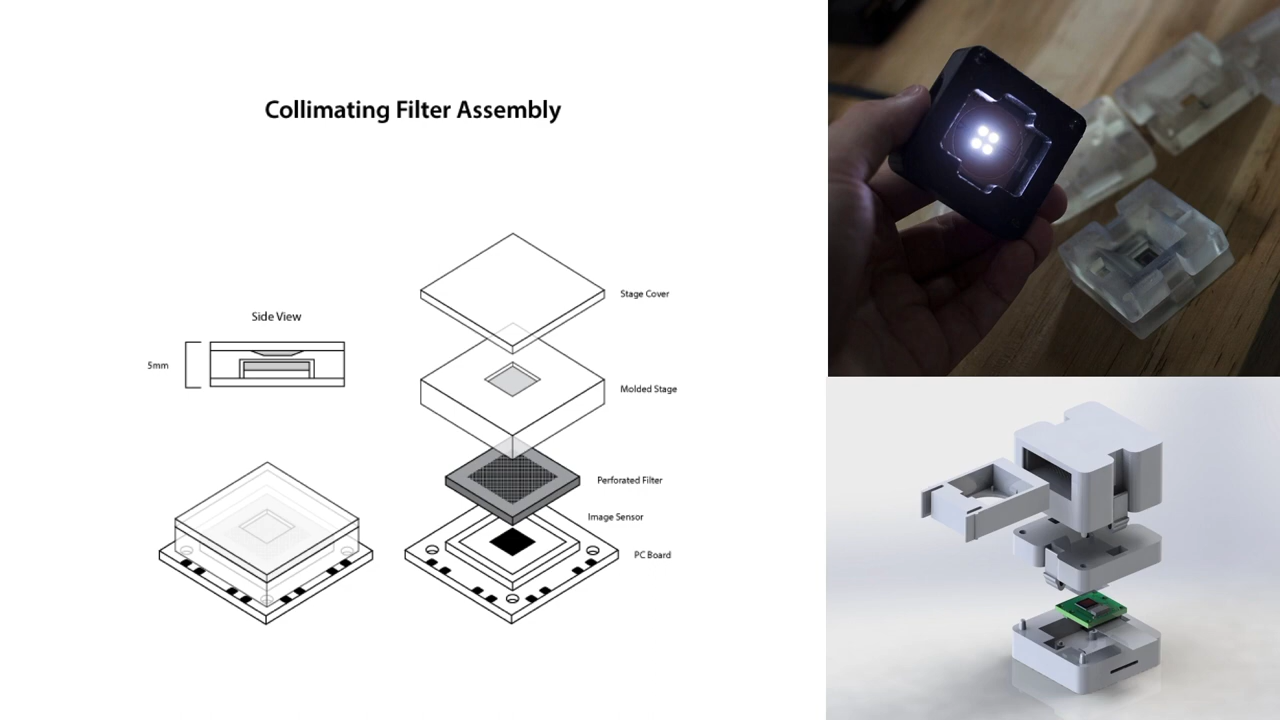 Collimating Filter Assembly
Side View
5mm
Stage Cover
Molded Stage
Perforated Filter
Image Sensor
PC Board